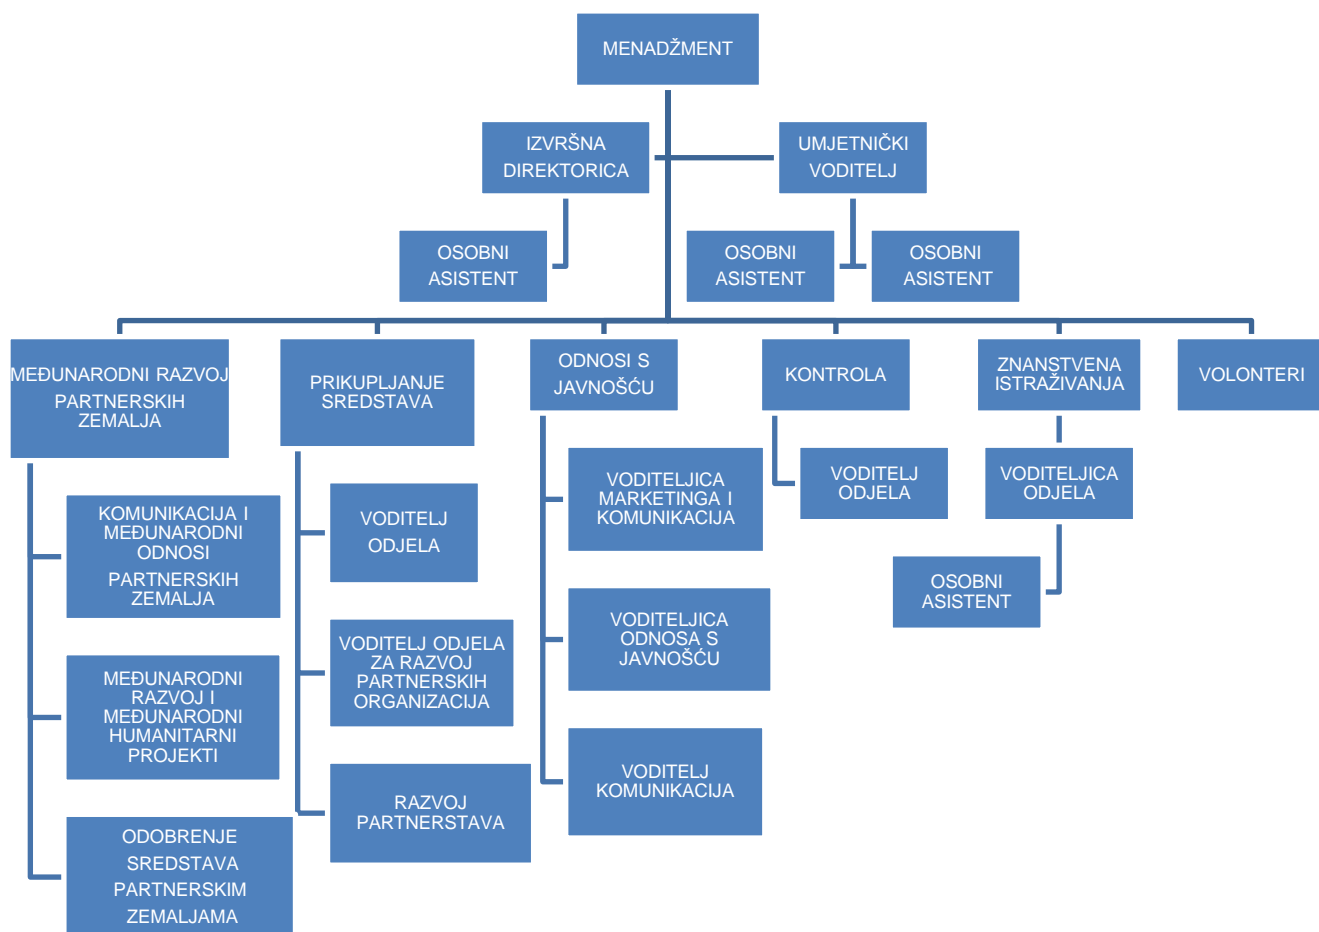 MENADŽMENT
IZVRŠNA
DIREKTORICA
UMJETNIČKI
VODITELJ
OSOBNI
ASISTENT
OSOBNI
ASISTENT
OSOBNI
ASISTENT
MEĐUNARODNI RAZVOJ
PARTNERSKIH
ZEMALJA
PRIKUPLJANJE
SREDSTAVA
ODNOSI S
JAVNOŠĆU
KONTROLA
ZNANSTVENA
ISTRAŽIVANJA
VOLONTERI
KOMUNIKACIJA I
MEĐUNARODNI
ODNOSI
PARTNERSKIH
ZEMALJA
MEĐUNARODNI
RAZVOJ I
MEĐUNARODNI
HUMANITARNI
PROJEKTI
ODOBRENJE
SREDSTAVA
PARTNERSKIM
ZEMALJAMA
VODITELJ
ODJELA
VODITELJ ODJELA
ZA RAZVOJ
PARTNERSKIH
ORGANIZACIJA
RAZVOJ
PARTNERSTAVA
VODITELJICA
MARKETINGA I
KOMUNIKACIJA
VODITELJICA
ODNOSA S
JAVNOŠĆU
VODITELJ
KOMUNIKACIJA
VODITELJ
ODJELA
VODITELJICA
ODJELA
OSOBNI
ASISTENT